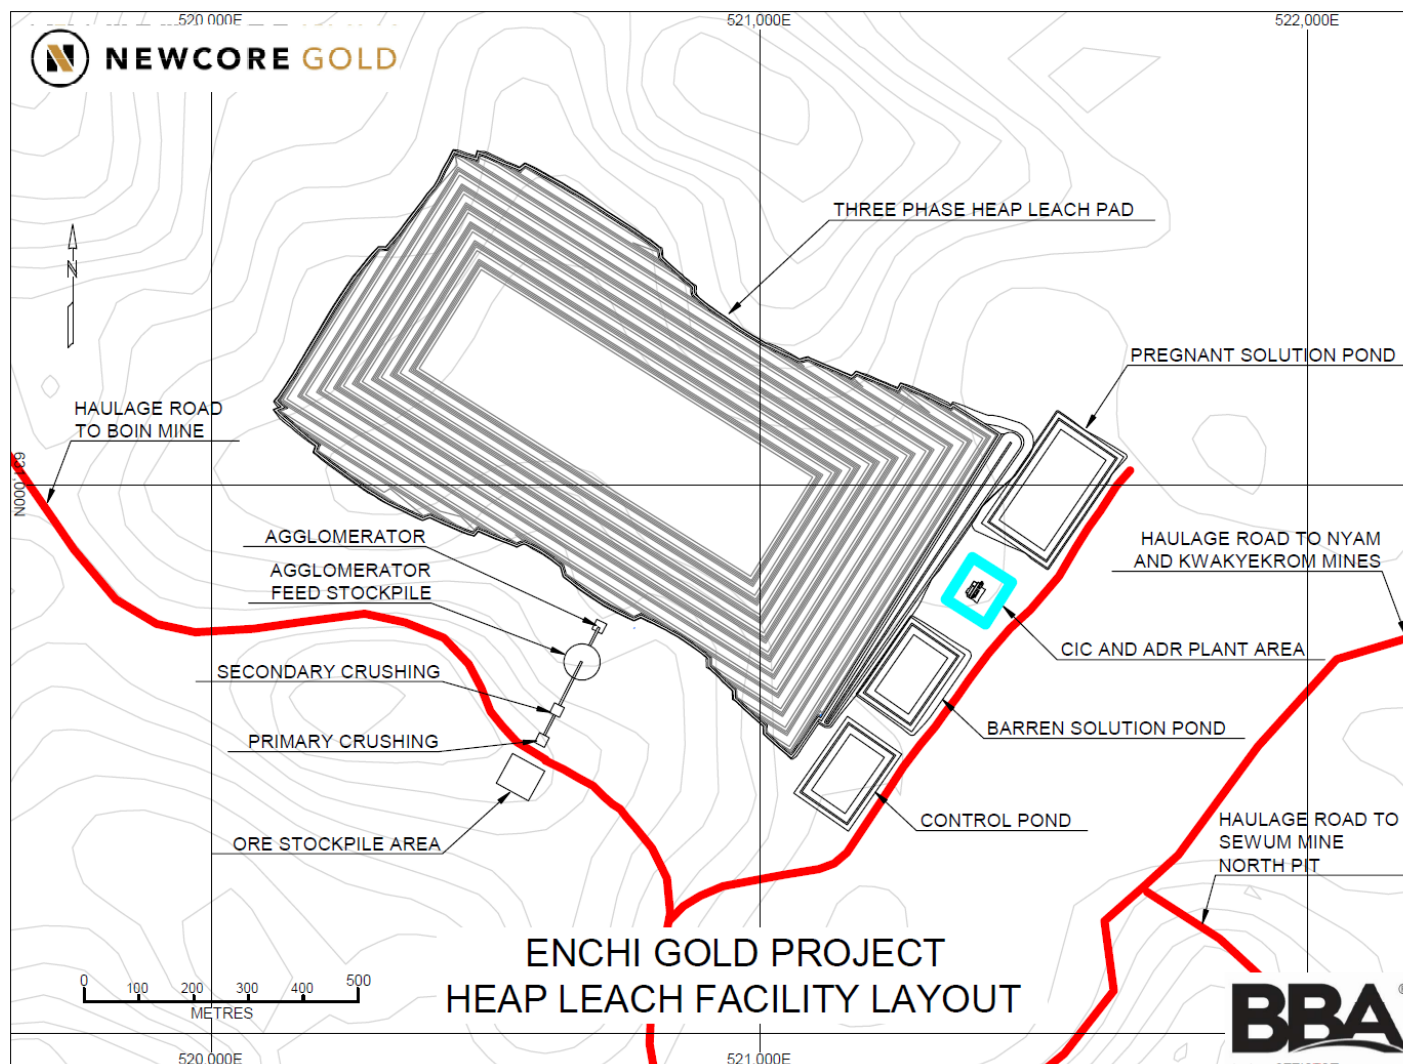 520,000E
521,000E
522,000E
N NEWCORE GOLD
THREE PHASE HEAP LEACH PAD
N
PREGNANT SOLUTION POND
HAULAGE ROAD
TO BOIN MINE
631,000N
AGGLOMERATOR
HAULAGE ROAD TO NYAM
AND KWAKYEKROM MINES
AGGLOMERATOR
FEED STOCKPILE
CIC AND ADR PLANT AREA
SECONDARY CRUSHING
BARREN SOLUTION POND
PRIMARY CRUSHING
CONTROL POND
HAULAGE ROAD TO
SEWUM MINE
NORTH PIT
ORE STOCKPILE AREA
ENCHI GOLD PROJECT
HEAP LEACH FACILITY LAYOUT
0 100 200 300 400 500
METRES
BBA
520,000E
521,000E